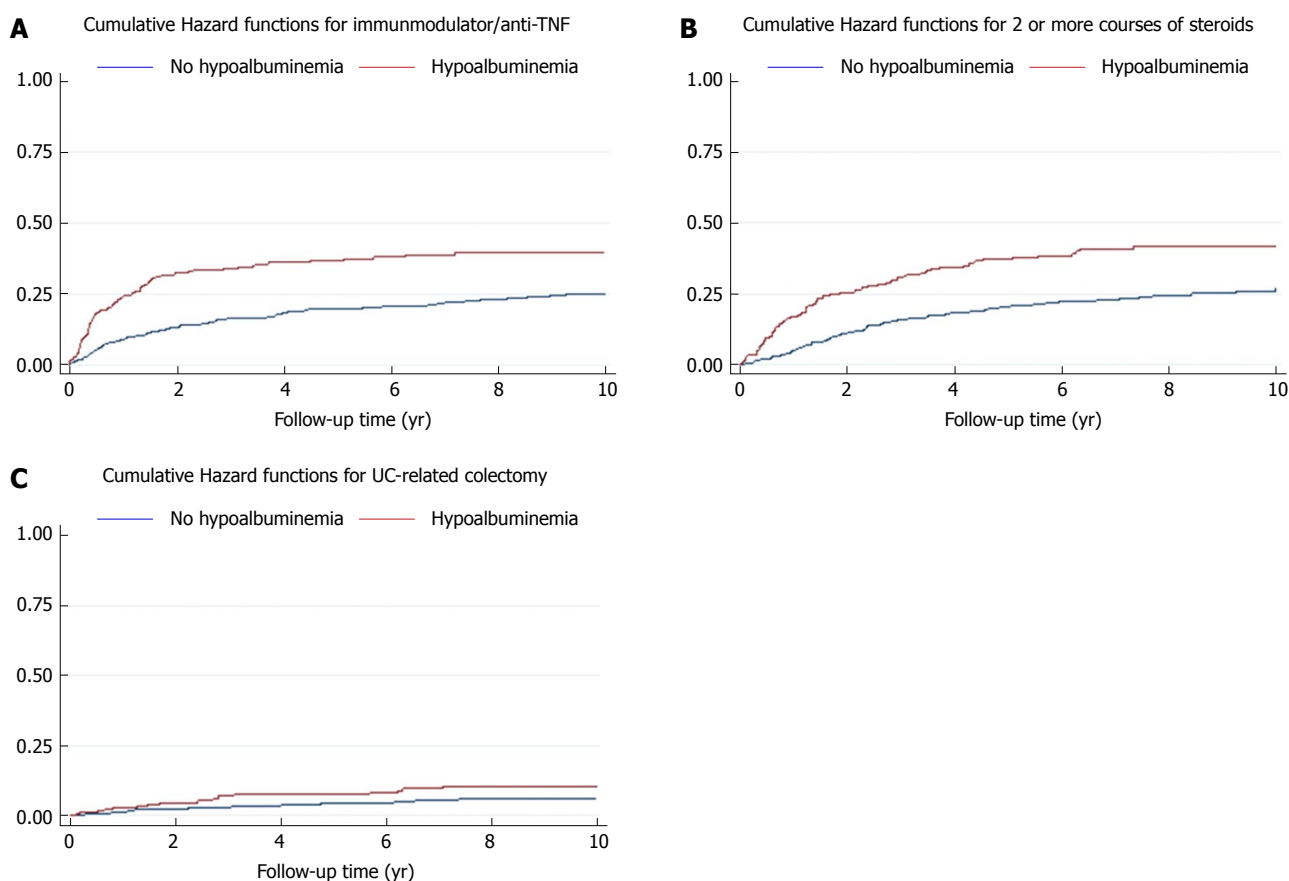 A Cumulative Hazard functions for immunmodulator/anti-TNF
No hypoalbuminemia Hypoalbuminemia
1.00
0.75
0.50
0.25
0.00
0 2 4 6 8 10
Follow-up time (yr)
B Cumulative Hazard functions for 2 or more courses of steroids
No hypoalbuminemia Hypoalbuminemia
1.00
0.75
0.50
0.25
0.00
0 2 4 6 8 10
Follow-up time (yr)
C Cumulative Hazard functions for UC-related colectomy
No hypoalbuminemia Hypoalbuminemia
1.00
0.75
0.50
0.25
0.00
0 2 4 6 8 10
Follow-up time (yr)